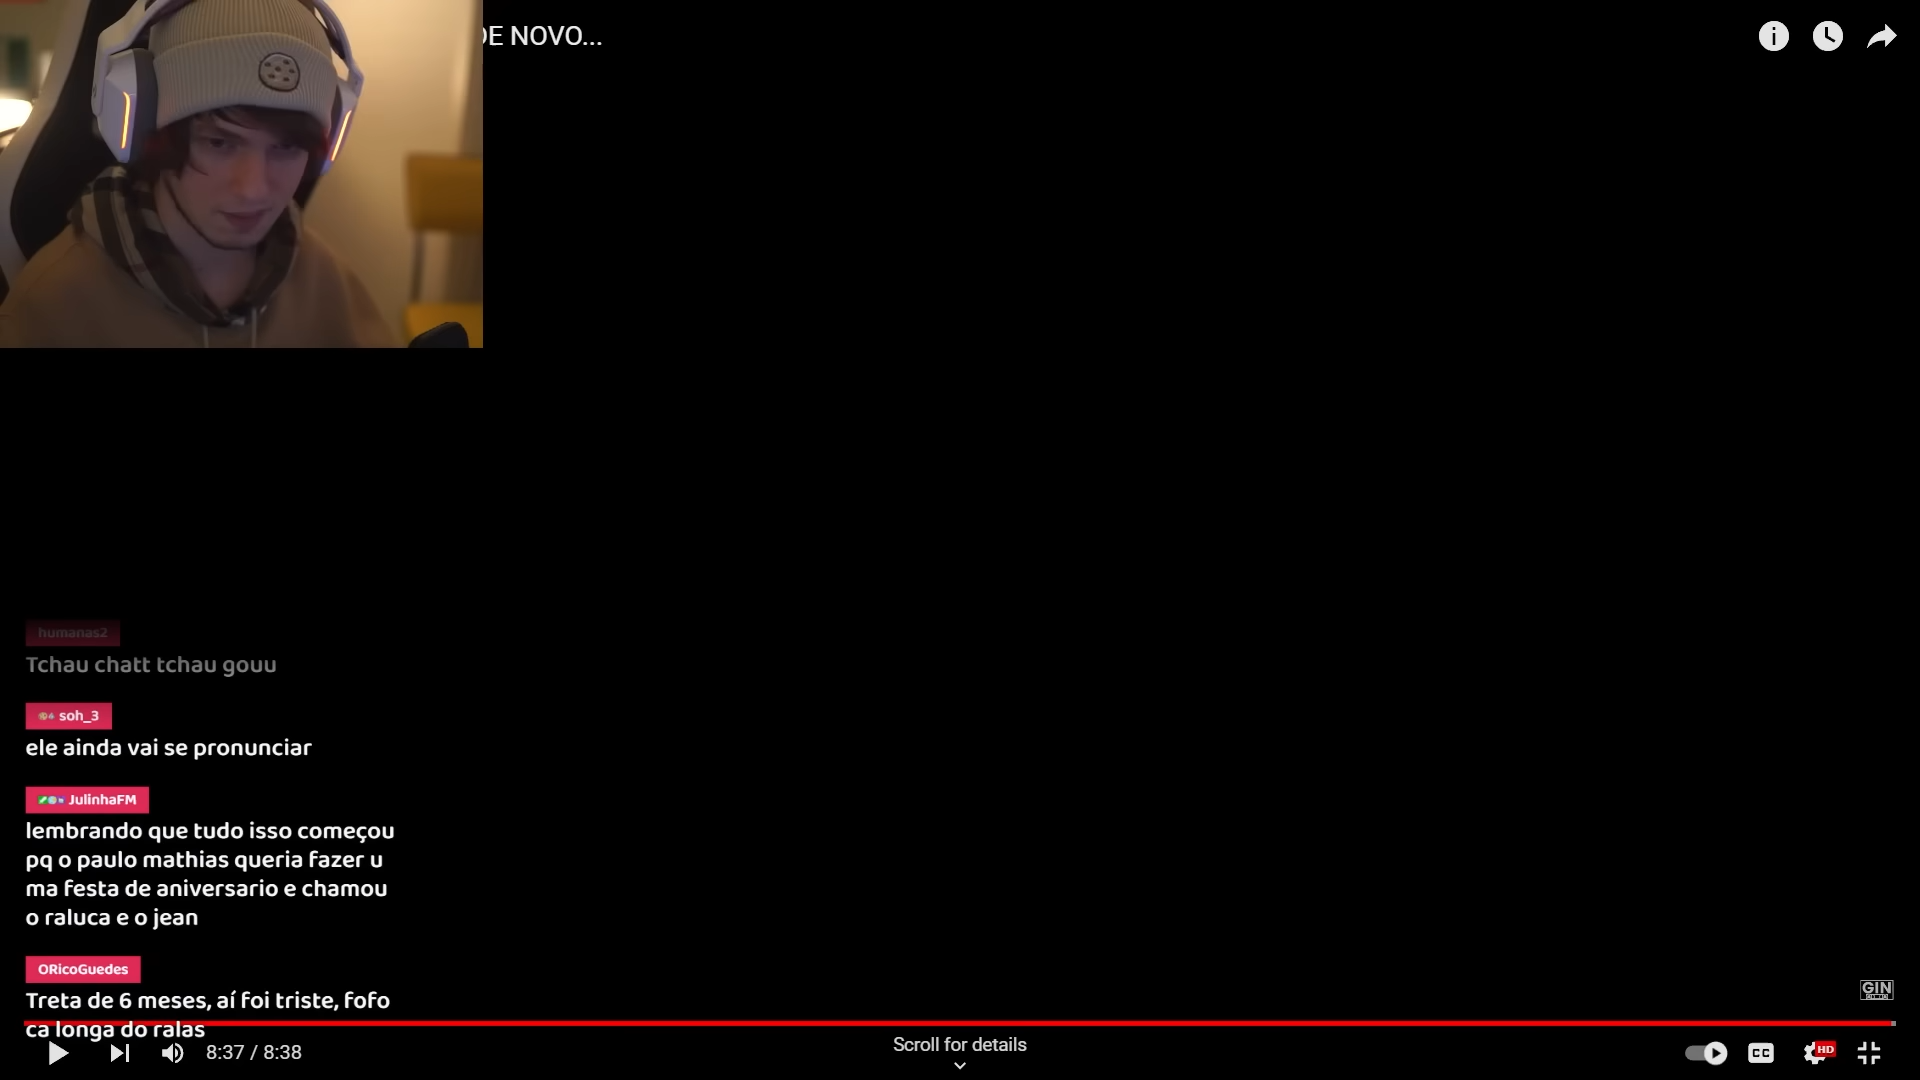 DE NOVO...
humanas2
Tchau chatt tchau gouu
soh_3
ele ainda vai se pronunciar
JulinhaFM
lembrando que tudo isso começou
pq o paulo mathias queria fazer u
ma festa de aniversario e chamou
o raluca e o jean
ORicoGuedes
Treta de 6 meses, aí foi triste, fofo
ca longa do ralas
GIN
8:37 / 8:38
Scroll for details
CC
HD